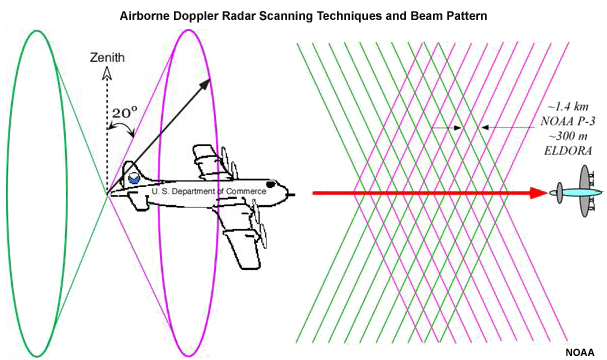 Airborne Doppler Radar Scanning Techniques and Beam Pattern
Zenith
20º
U. S. Department of Commerce
~1.4 km
NOAA P-3
~300 m
ELDORA
NOAA